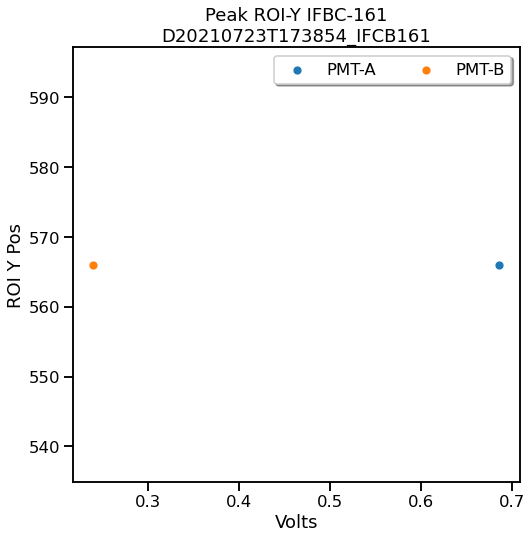 Peak ROI-Y IFBC-161
D20210723T173854_IFCB161
PMT-A PMT-B
590
580
570
560
550
540
ROI Y Pos
0.3 0.4 0.5 0.6 0.7
Volts